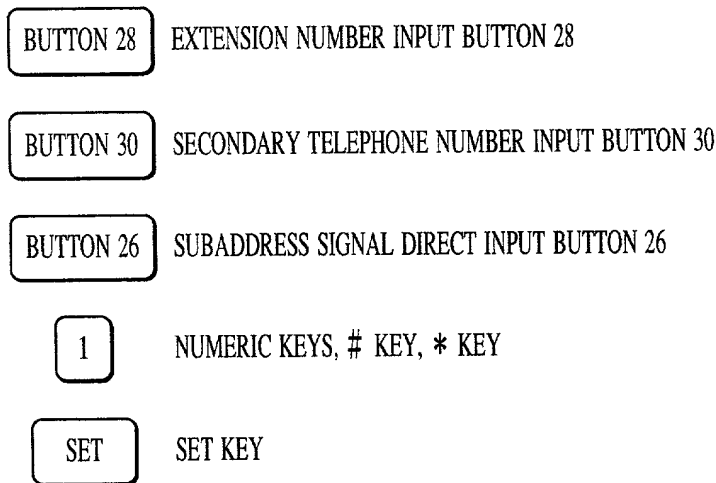 BUTTON 28 EXTENSION NUMBER INPUT BUTTON 28
BUTTON 30 SECONDARY TELEPHONE NUMBER INPUT BUTTON 30
BUTTON 26 SUBADDRESS SIGNAL DIRECT INPUT BUTTON 26
1 NUMERIC KEYS, # KEY, * KEY
SET SET KEY